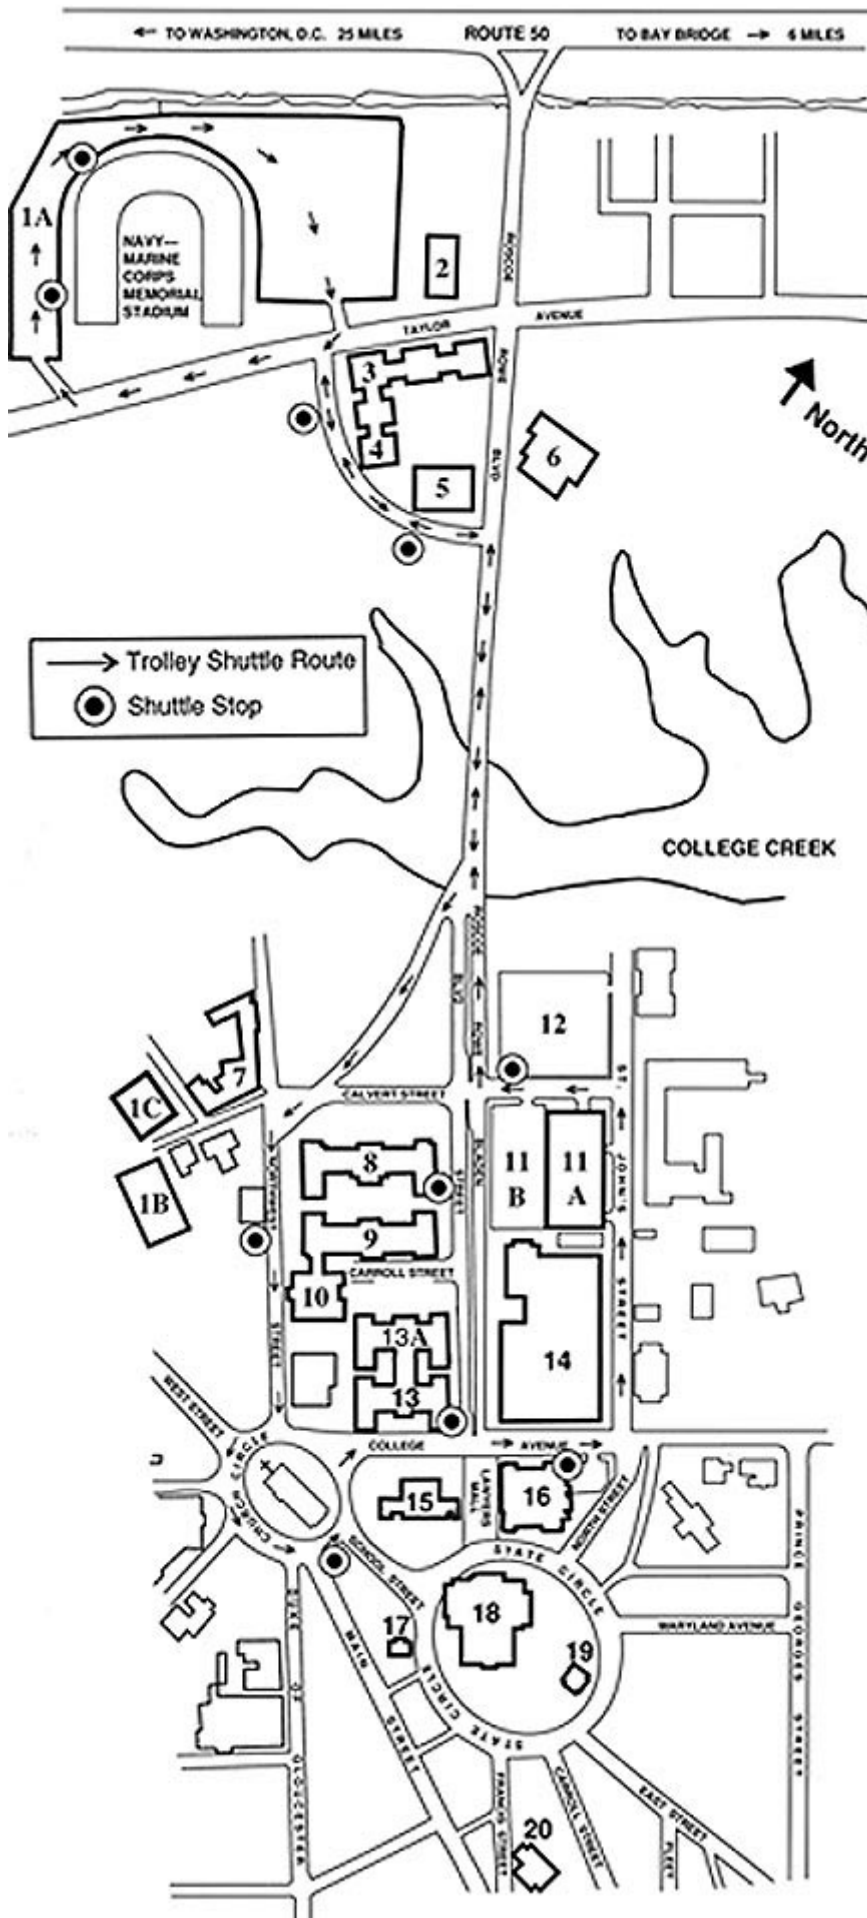 ← TO WASHINGTON, D.C. 25 MILES
ROUTE 50
TO BAY BRIDGE → 6 MILES
1A
NAVY—
MARINE
CORPS
MEMORIAL
STADIUM
2
ROSCOE
TAYLOR
AVENUE
ROWE
BLVD
3
4
5
6
North
→ Trolley Shuttle Route
Shuttle Stop
COLLEGE CREEK
ROSCOE
ROWE
BLVD
12
7
1C
1B
CALVERT STREET
ST.
JOHN'S
STREET
NORTHWEST
STREET
8
STREET
BLADEN
11
B
11
A
9
CARROLL STREET
10
13A
13
14
WEST STREET
CHURCH CIRCLE
COLLEGE
AVENUE
15
LAWYERS
MALL
16
NORTH STREET
STATE CIRCLE
SCHOOL STREET
17
18
19
MARYLAND AVENUE
PRINCE GEORGES STREET
DUKE OF GLOUCESTER
MAIN
STREET
STATE CIRCLE
FRANCIS STREET
CARROLL STREET
EAST STREET
FLEET
20